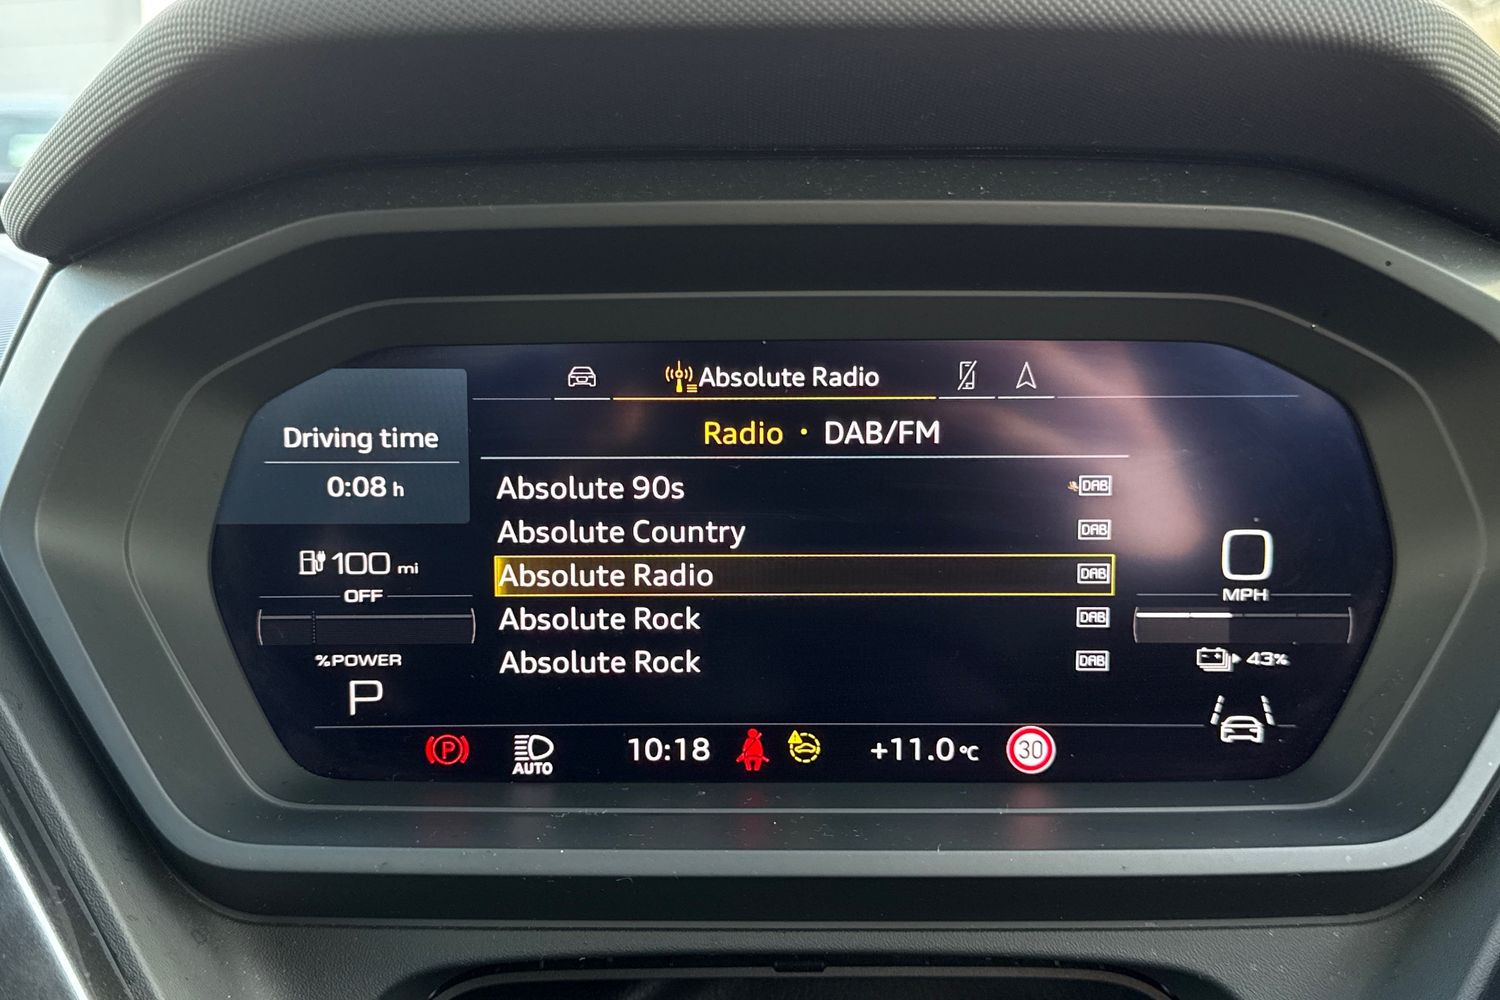 Absolute Radio
Radio · DAB/FM
Driving time
0:08 h
Absolute 90s DAB
Absolute Country DAB
Absolute Radio DAB
Absolute Rock DAB
Absolute Rock DAB
100 mi
OFF
%POWER
P
0
MPH
43%
P
AUTO
10:18
+11.0 °C
30